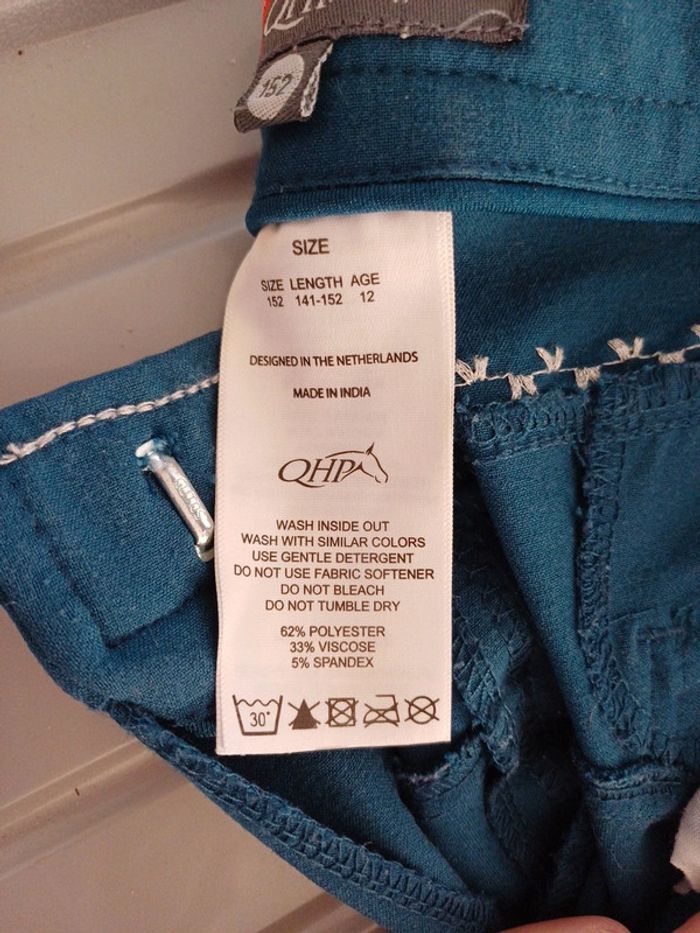 152
SIZE
SIZE LENGTH AGE
152 141-152 12
DESIGNED IN THE NETHERLANDS
MADE IN INDIA
QHP
WASH INSIDE OUT
WASH WITH SIMILAR COLORS
USE GENTLE DETERGENT
DO NOT USE FABRIC SOFTENER
DO NOT BLEACH
DO NOT TUMBLE DRY
62% POLYESTER
33% VISCOSE
5% SPANDEX
30°